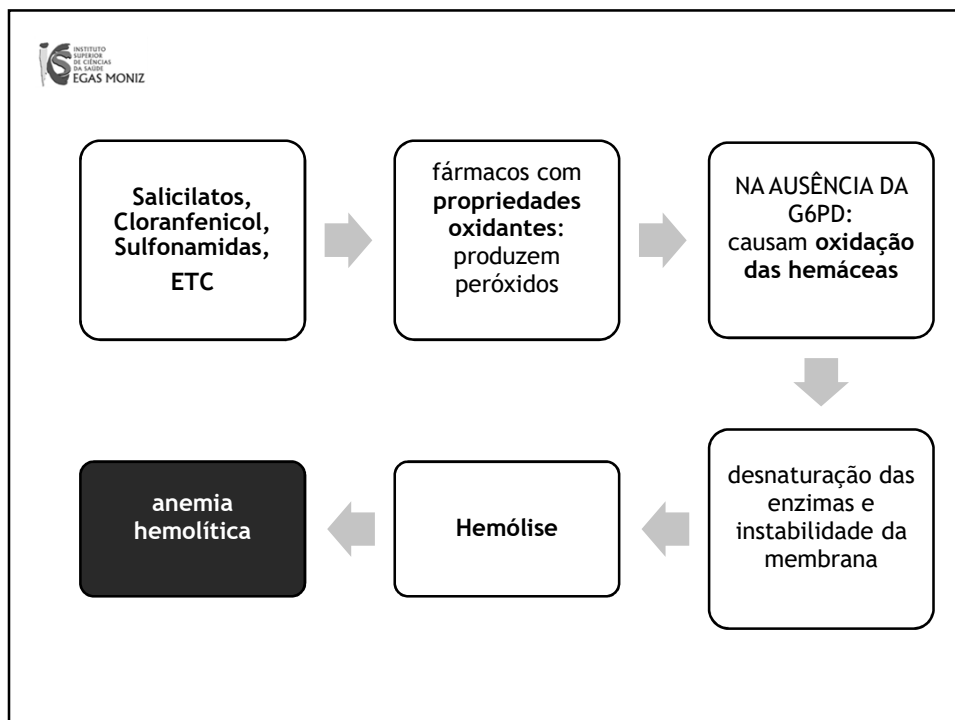 INSTITUTO
SUPERIOR
DE CIÊNCIAS
DA SAÚDE
EGAS MONIZ
Salicilatos,
Cloranfenicol,
Sulfonamidas,
ETC
fármacos com
propriedades
oxidantes:
produzem
peróxidos
NA AUSÊNCIA DA
G6PD:
causam oxidação
das hemáceas
desnaturação das
enzimas e
instabilidade da
membrana
Hemólise
anemia
hemolítica